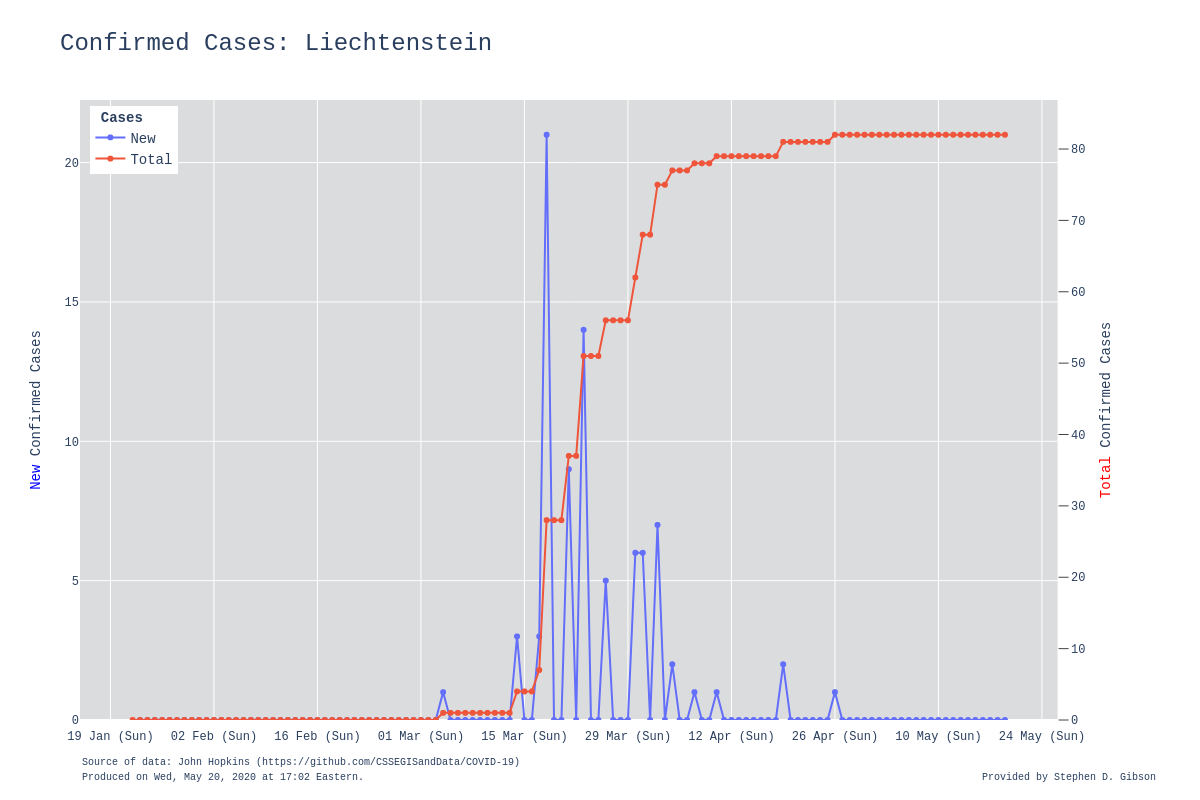 Confirmed Cases: Liechtenstein
Cases
New
Total
20
15
10
5
0
80
70
60
50
40
30
20
10
0
New Confirmed Cases
Total Confirmed Cases
19 Jan (Sun) 02 Feb (Sun) 16 Feb (Sun) 01 Mar (Sun) 15 Mar (Sun) 29 Mar (Sun) 12 Apr (Sun) 26 Apr (Sun) 10 May (Sun) 24 May (Sun)
Source of data: John Hopkins (https://github.com/CSSEGISandData/COVID-19)
Produced on Wed, May 20, 2020 at 17:02 Eastern.
Provided by Stephen D. Gibson